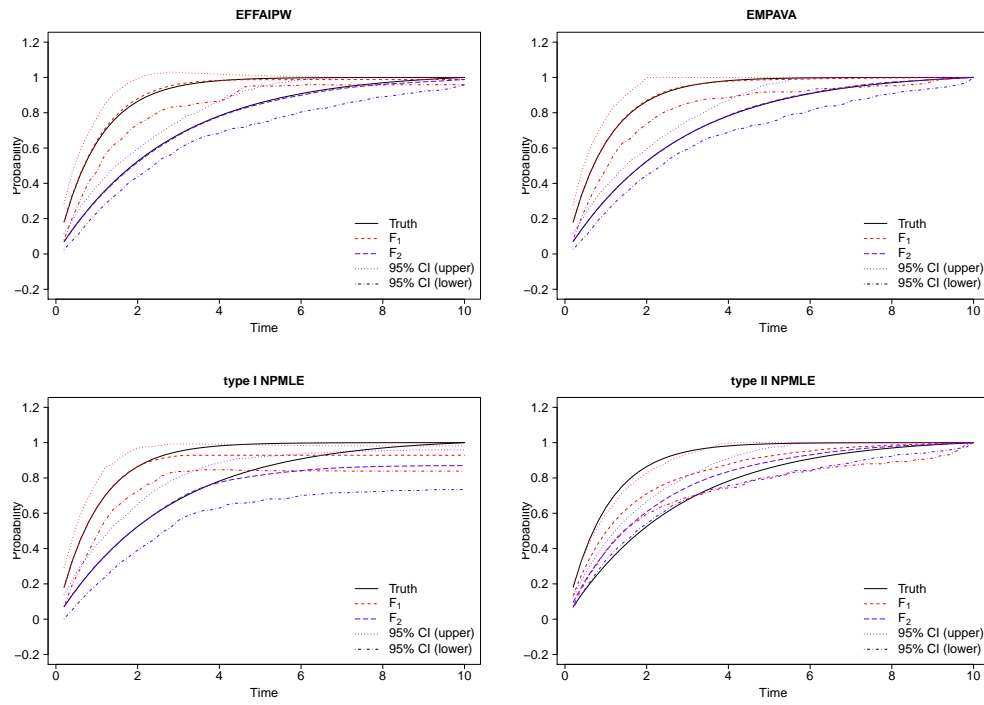 EFFAIPW
1.2
1
0.8
0.6
0.4
0.2
0
−0.2
Probability
Truth
F1
F2
95% CI (upper)
95% CI (lower)
0 2 4 6 8 10
Time
EMPAVA
1.2
1
0.8
0.6
0.4
0.2
0
−0.2
Probability
Truth
F1
F2
95% CI (upper)
95% CI (lower)
0 2 4 6 8 10
Time
type I NPMLE
1.2
1
0.8
0.6
0.4
0.2
0
−0.2
Probability
Truth
F1
F2
95% CI (upper)
95% CI (lower)
0 2 4 6 8 10
Time
type II NPMLE
1.2
1
0.8
0.6
0.4
0.2
0
−0.2
Probability
Truth
F1
F2
95% CI (upper)
95% CI (lower)
0 2 4 6 8 10
Time